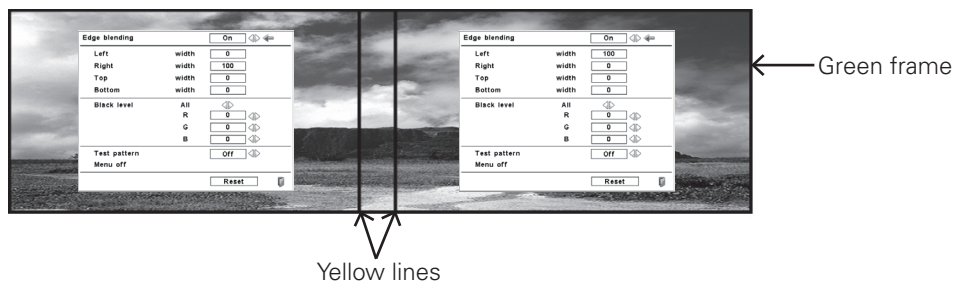 Edge blending On
Left width 0
Right width 100
Top width 0
Bottom width 0
Black level All
R 0
G 0
B 0
Test pattern Off
Menu off
Reset
Edge blending On
Left width 100
Right width 0
Top width 0
Bottom width 0
Black level All
R 0
G 0
B 0
Test pattern Off
Menu off
Reset
Green frame
Yellow lines